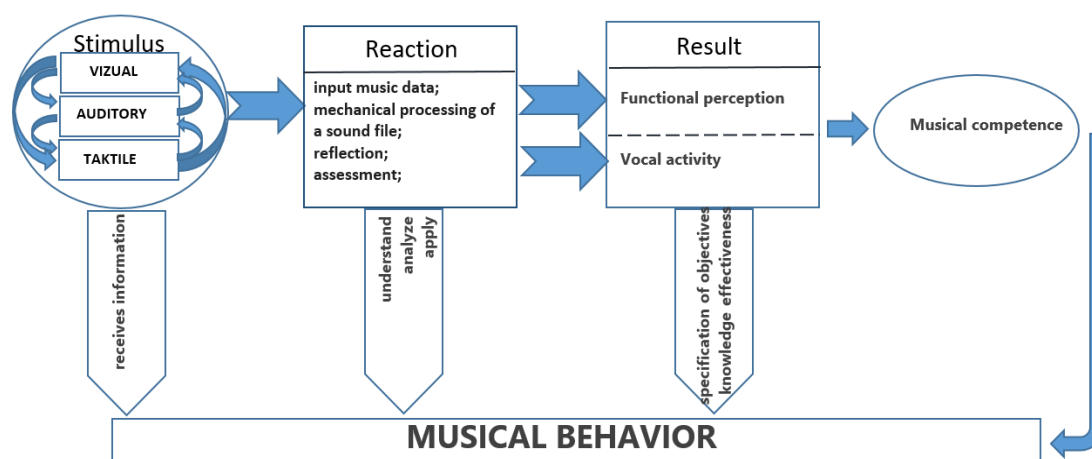 Stimulus
VIZUAL
AUDITORY
TAKTILE
Reaction
input music data;
mechanical processing of
a sound file;
reflection;
assessment;
Result
Functional perception
Vocal activity
Musical competence
receives information
understand
analyze
apply
specification of objectives
knowledge effectiveness
MUSICAL BEHAVIOR